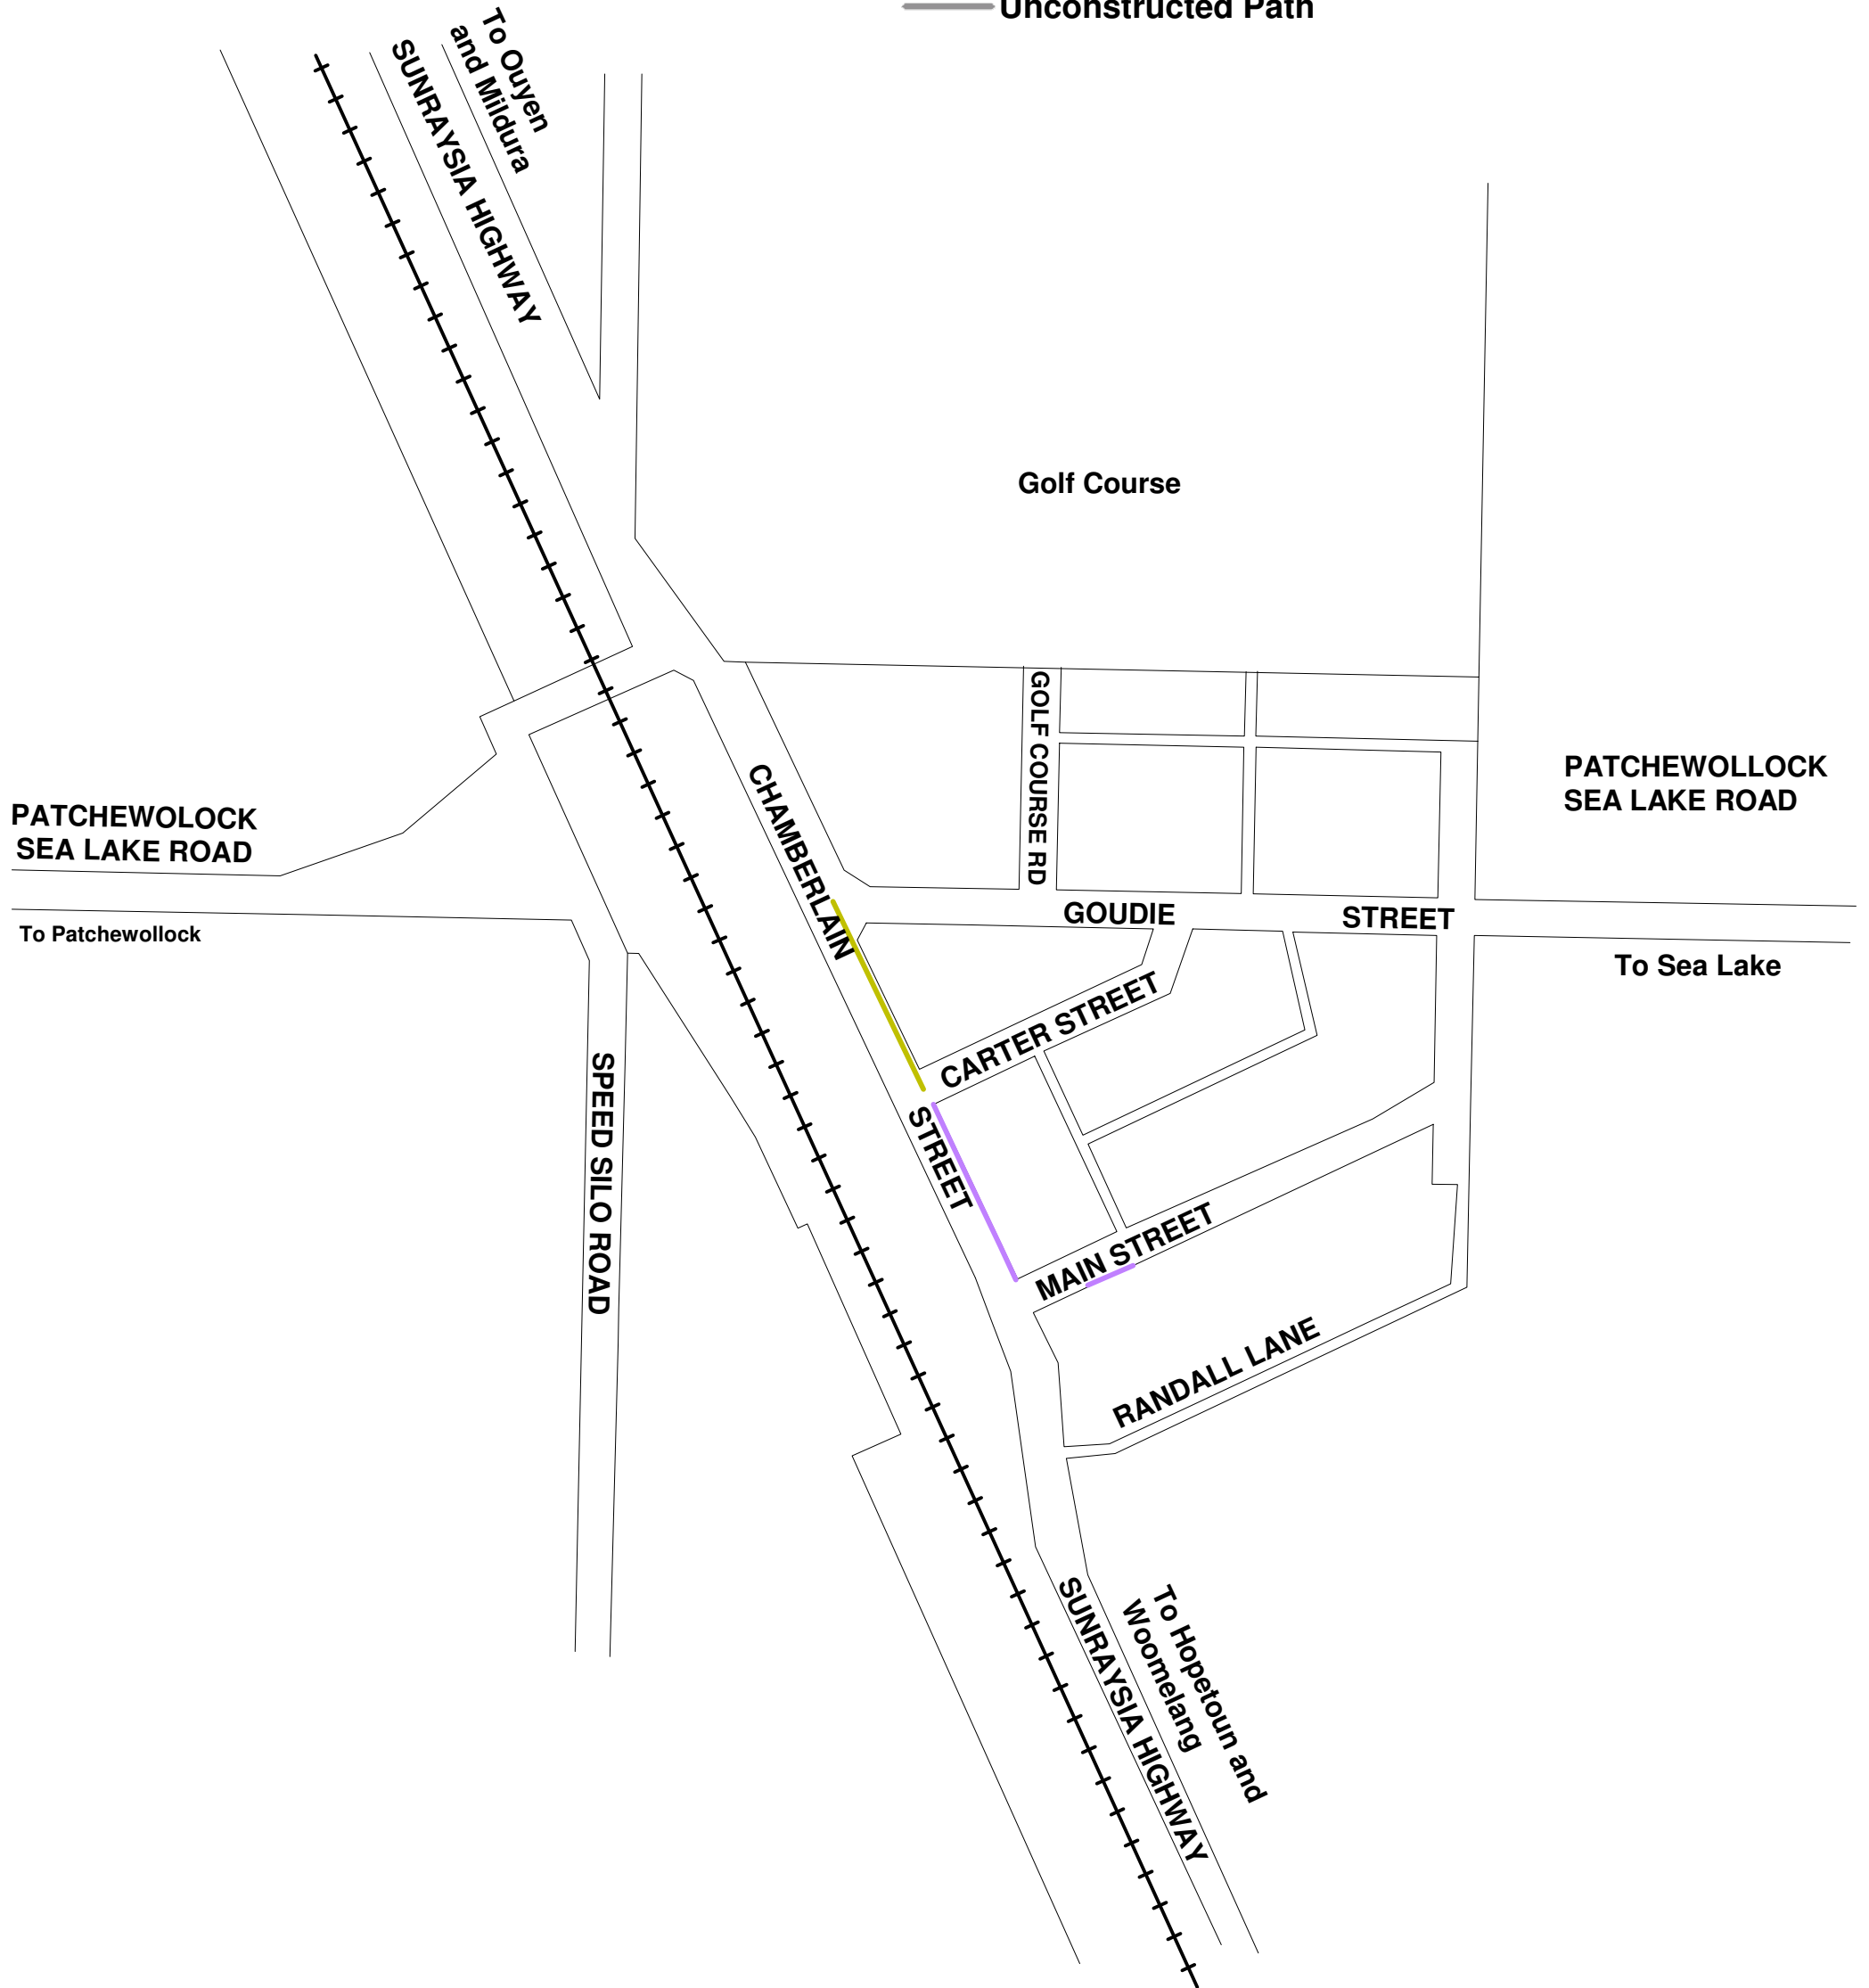 Unconstructed Path
To Ouyen
and Mildura
SUNRAYSIA HIGHWAY
Golf Course
GOLF COURSE RD
PATCHEWOLLOCK
SEA LAKE ROAD
CHAMBERLAIN
PATCHEWOLOCK
SEA LAKE ROAD
GOUDIE STREET
To Patchewollock
To Sea Lake
CARTER STREET
STREET
SPEED SILO ROAD
MAIN STREET
RANDALL LANE
SUNRAYSIA HIGHWAY
To Hopetoun and
Woomelang